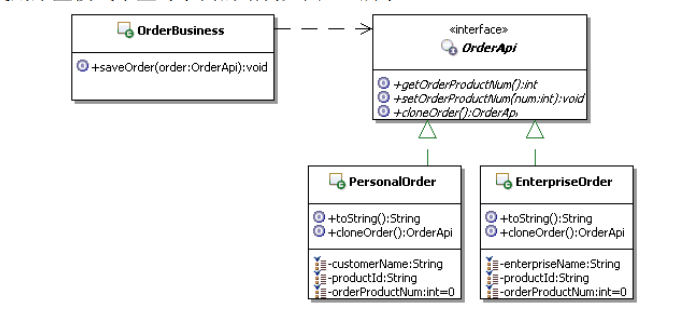 OrderBusiness
+saveOrder(order:OrderApi):void
«interface»
OrderApi
+getOrderProductNum():int
+setOrderProductNum(num:int):void
+cloneOrder():OrderApi
PersonalOrder
+toString():String
+cloneOrder():OrderApi
-customerName:String
-productId:String
-orderProductNum:int=0
EnterpriseOrder
+toString():String
+cloneOrder():OrderApi
-enterpriseName:String
-productId:String
-orderProductNum:int=0